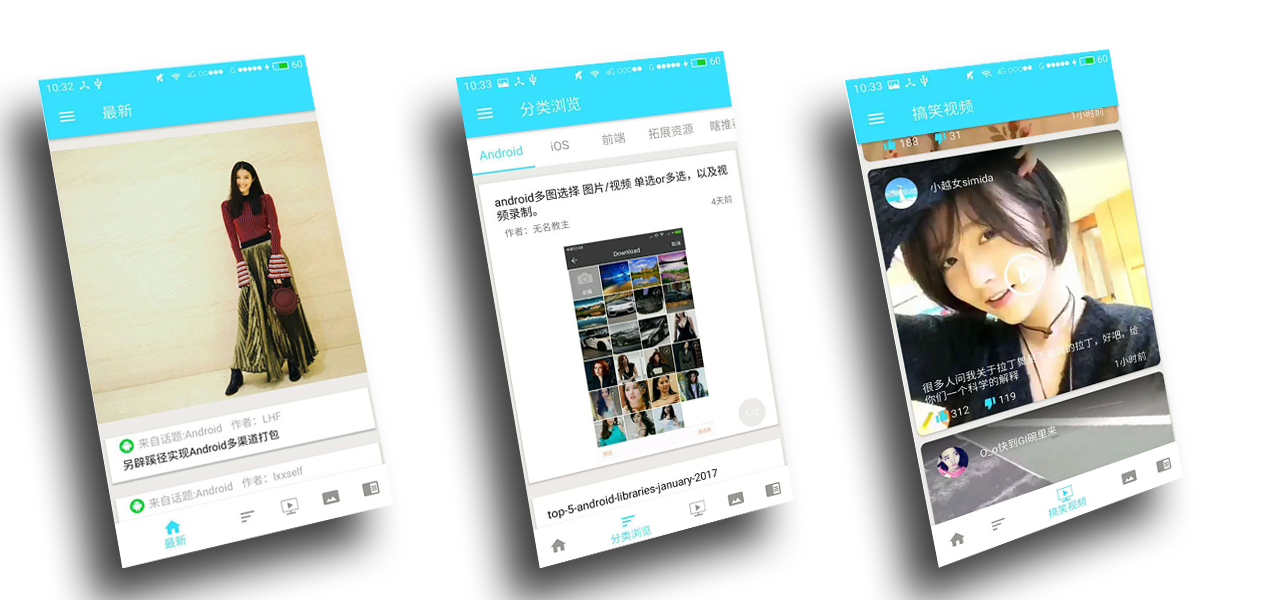 10:32
4G
G
60
最新
来自话题:Android 作者：LHF
另辟蹊径实现Android多渠道打包
来自话题:Android 作者：lxxself
最新
10:33
4G
G
60
分类浏览
Android iOS 前端 拓展资源 瞎推荐
android多图选择 图片/视频 单选or多选，以及视
频录制。
作者：无名教主 4天前
Download
取消
1/2
top-5-android-libraries-january-2017
分类浏览
10:33
4G
G
60
搞笑视频
188 31 1小时前
小越女simida
很多人问我关于拉丁舞
的拉丁，好吧，给
你们一个科学的解释 1小时前
312 119
O_o快到GI碗里来
搞笑视频